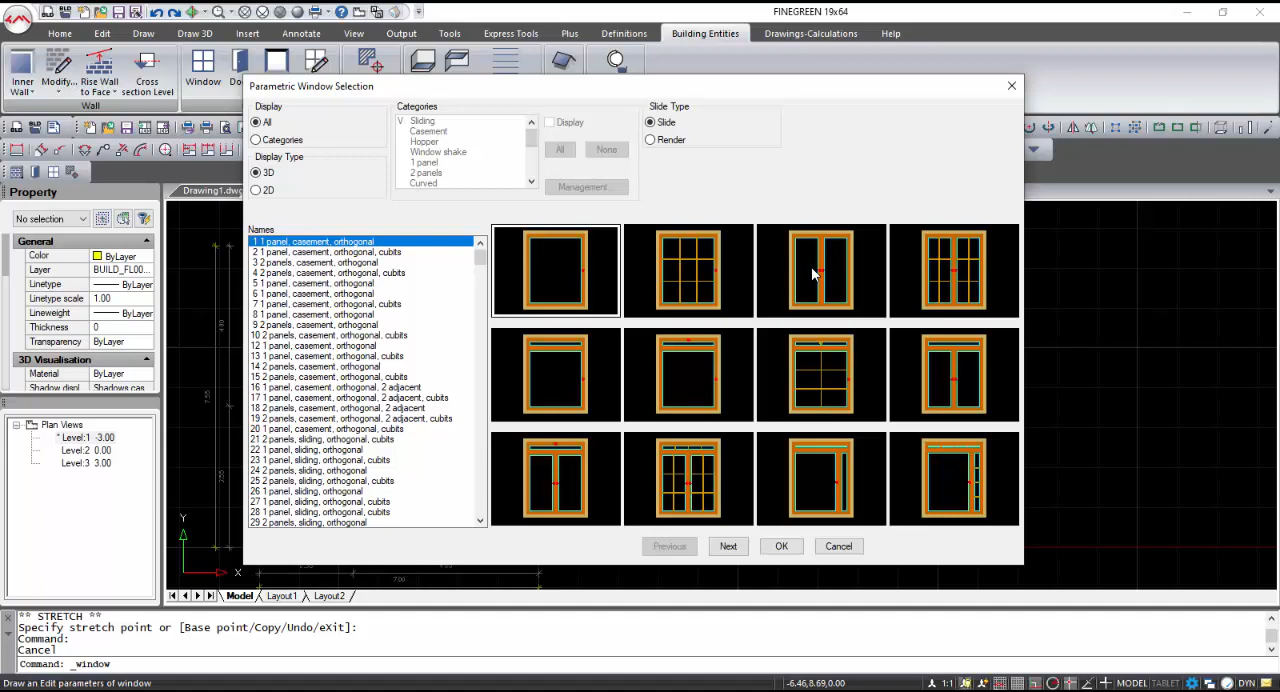 FINEGREEN 19x64
Home Edit Draw Draw 3D Insert Annotate View Output Tools Express Tools Plus Definitions Building Entities Drawings-Calculations Help
Inner Wall Modify... Rise Wall to Face Cross section Level Window
Wall
Parametric Window Selection
Display
All
Categories
Display Type
3D
2D
Categories
V Sliding
Casement
Hopper
Window shake
1 panel
2 panels
Curved
Display
All None
Management...
Slide Type
Slide
Render
Property
Drawing1.dwg
No selection
General
Color ByLayer
Layer BUILD_FL00...
Linetype ByLayer
Linetype scale 1.00
Lineweight ByLayer
Thickness 0
Transparency ByLayer
3D Visualisation
Material ByLayer
Shadow displ Shadows cas
Plan Views
* Level:1 -3.00
Level:2 0.00
Level:3 3.00
Names
1 1 panel, casement, orthogonal
2 1 panel, casement, orthogonal, cubits
3 2 panels, casement, orthogonal
4 2 panels, casement, orthogonal, cubits
5 1 panel, casement, orthogonal
6 1 panel, casement, orthogonal
7 1 panel, casement, orthogonal, cubits
8 1 panel, casement, orthogonal
9 2 panels, casement, orthogonal
10 2 panels, casement, orthogonal, cubits
12 1 panel, casement, orthogonal
13 1 panel, casement, orthogonal, cubits
14 2 panels, casement, orthogonal
15 2 panels, casement, orthogonal, cubits
16 1 panel, casement, orthogonal, 2 adjacent
17 1 panel, casement, orthogonal, 2 adjacent, cubits
18 2 panels, casement, orthogonal, 2 adjacent
19 2 panels, casement, orthogonal, 2 adjacent, cubits
20 1 panel, casement, orthogonal, cubits
21 2 panels, sliding, orthogonal, cubits
22 1 panel, sliding, orthogonal
23 1 panel, sliding, orthogonal, cubits
24 2 panels, sliding, orthogonal
25 2 panels, sliding, orthogonal, cubits
26 1 panel, sliding, orthogonal
27 1 panel, sliding, orthogonal, cubits
28 1 panel, sliding, orthogonal, cubits
29 2 panels, sliding, orthogonal
Previous Next OK Cancel
Y
X
7.00
Model Layout1 Layout2
** STRETCH **
Specify stretch point or [Base point/Copy/Undo/eXit]:
Command:
Cancel
Command: _window
Draw an Edit parameters of window
-6.46,8.69,0.00
1:1
MODEL TABLET DYN